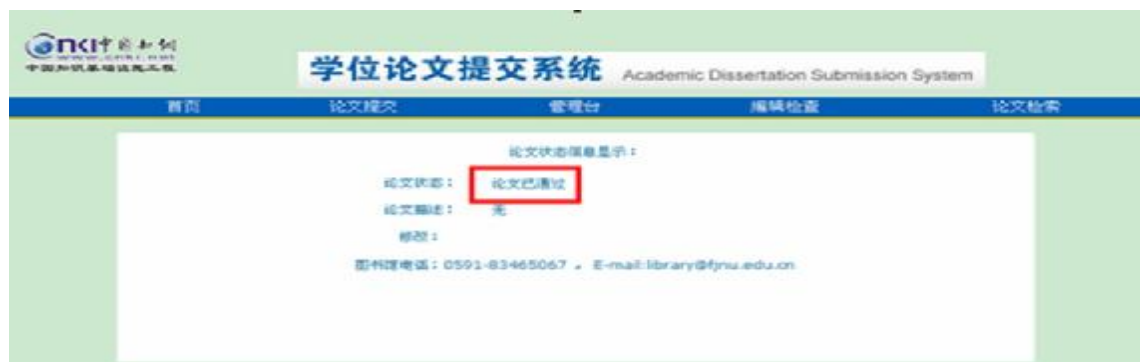 cnki中国知网
www.cnki.net
中国知识基础设施工程
学位论文提交系统 Academic Dissertation Submission System
首页 论文提交 管理台 编辑检查 论文检索
论文状态信息显示：
论文状态： 论文已通过
论文描述： 无
修改：
图书馆电话：0591-83465067 。 E-mail:library@fjnu.edu.cn